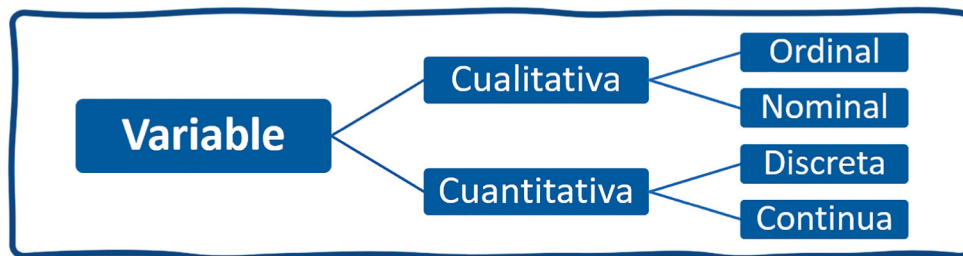 Variable
Cualitativa
Ordinal
Nominal
Cuantitativa
Discreta
Continua